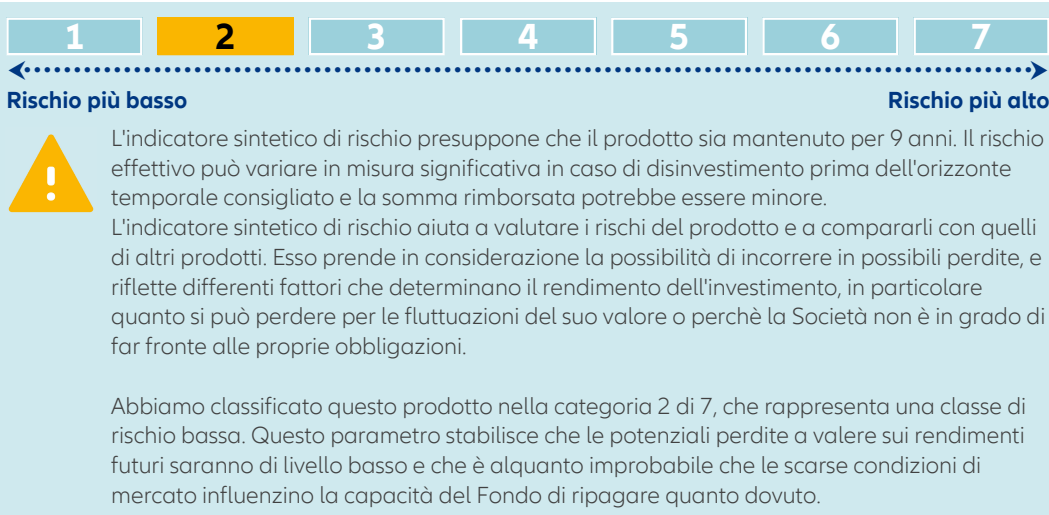 1 2 3 4 5 6 7
Rischio più basso Rischio più alto
L'indicatore sintetico di rischio presuppone che il prodotto sia mantenuto per 9 anni. Il rischio
effettivo può variare in misura significativa in caso di disinvestimento prima dell'orizzonte
temporale consigliato e la somma rimborsata potrebbe essere minore.
L'indicatore sintetico di rischio aiuta a valutare i rischi del prodotto e a compararli con quelli
di altri prodotti. Esso prende in considerazione la possibilità di incorrere in possibili perdite, e
riflette differenti fattori che determinano il rendimento dell'investimento, in particolare
quanto si può perdere per le fluttuazioni del suo valore o perchè la Società non è in grado di
far fronte alle proprie obbligazioni.
Abbiamo classificato questo prodotto nella categoria 2 di 7, che rappresenta una classe di
rischio bassa. Questo parametro stabilisce che le potenziali perdite a valere sui rendimenti
futuri saranno di livello basso e che è alquanto improbabile che le scarse condizioni di
mercato influenzino la capacità del Fondo di ripagare quanto dovuto.